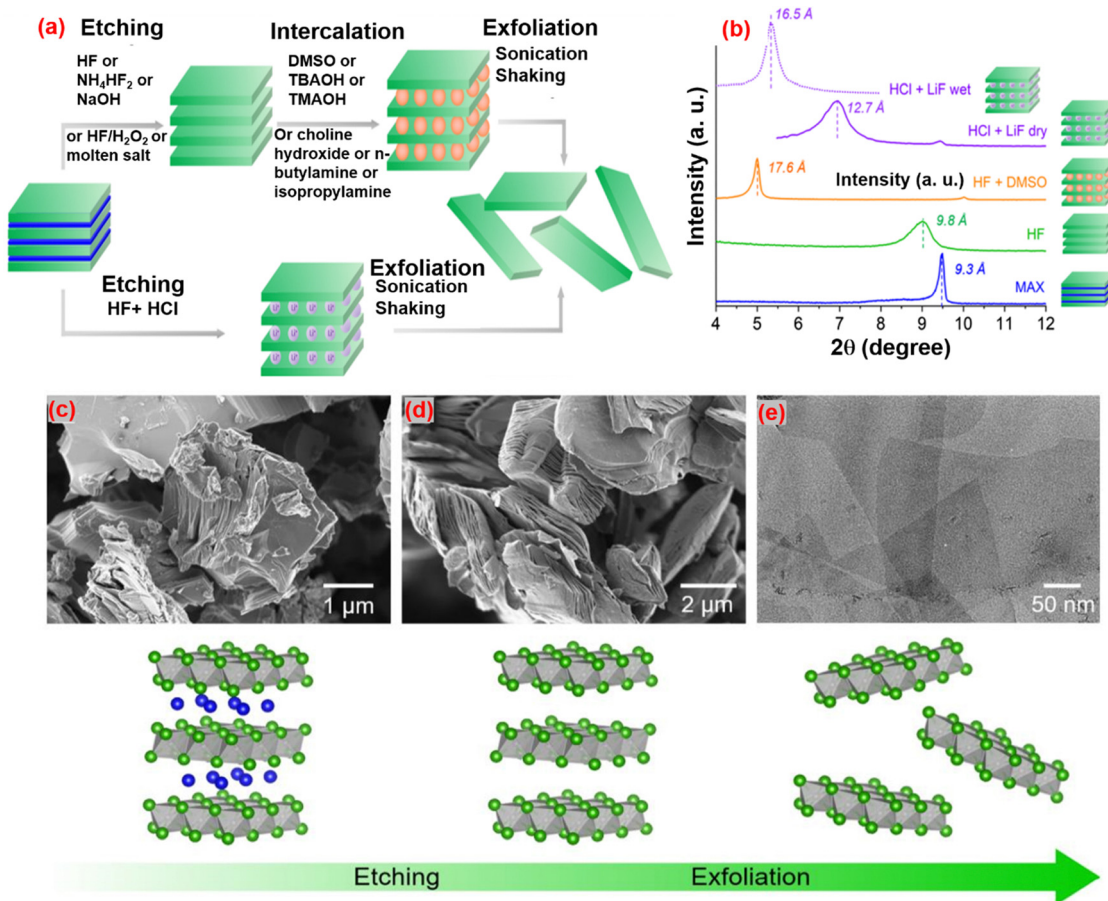 (a)
Etching
HF or
NH₄HF₂ or
NaOH
or HF/H₂O₂ or
molten salt
Intercalation
DMSO or
TBAOH or
TMAOH
Or choline
hydroxide or n-
butylamine or
isopropylamine
Exfoliation
Sonication
Shaking
Etching
HF+ HCl
Exfoliation
Sonication
Shaking
(b)
Intensity (a. u.)
16.5 Å
HCl + LiF wet
12.7 Å
HCl + LiF dry
17.6 Å
Intensity (a. u.)
HF + DMSO
9.8 Å
HF
9.3 Å
MAX
4 5 6 7 8 9 10 11 12
2θ (degree)
(c)
1 µm
(d)
2 µm
(e)
50 nm
Etching
Exfoliation